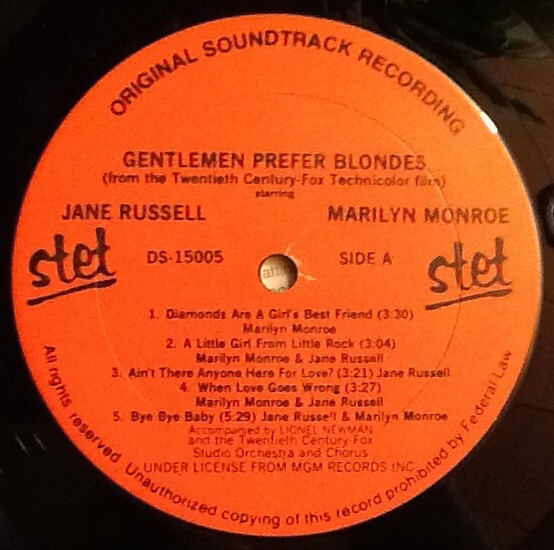 ORIGINAL SOUNDTRACK RECORDING
GENTLEMEN PREFER BLONDES
(from the Twentieth Century-Fox Technicolor film)
starring
JANE RUSSELL MARILYN MONROE
stet DS-15005 SIDE A stet
1. Diamonds Are A Girl's Best Friend (3:30)
Marilyn Monroe
2. A Little Girl From Little Rock (3:04)
Marilyn Monroe & Jane Russell
3. Ain't There Anyone Here For Love? (3:21) Jane Russell
4. When Love Goes Wrong (3:27)
Marilyn Monroe & Jane Russell
5. Bye Bye Baby (5:29) Jane Russell & Marilyn Monroe
Accompanied by LIONEL NEWMAN
and the Twentieth Century-Fox
Studio Orchestra and Chorus
UNDER LICENSE FROM MGM RECORDS INC.
All rights reserved. Unauthorized copying of this record prohibited by Federal Law